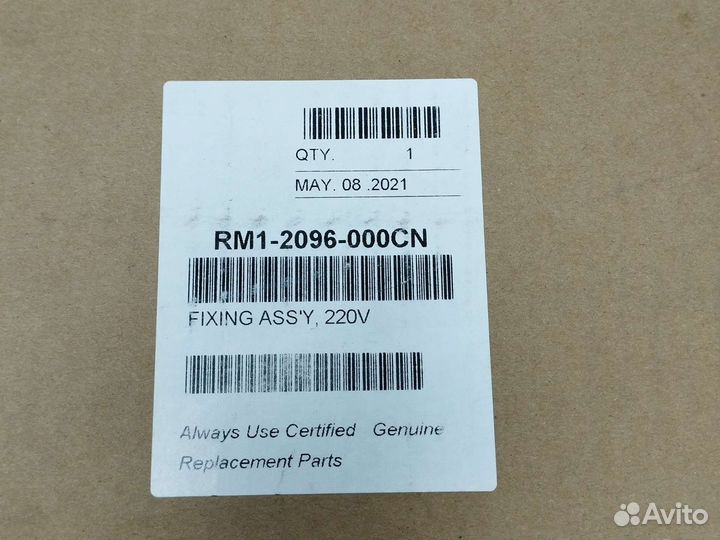 QTY. 1
MAY. 08 .2021
RM1-2096-000CN
FIXING ASS'Y, 220V
Always Use Certified Genuine
Replacement Parts
Avito